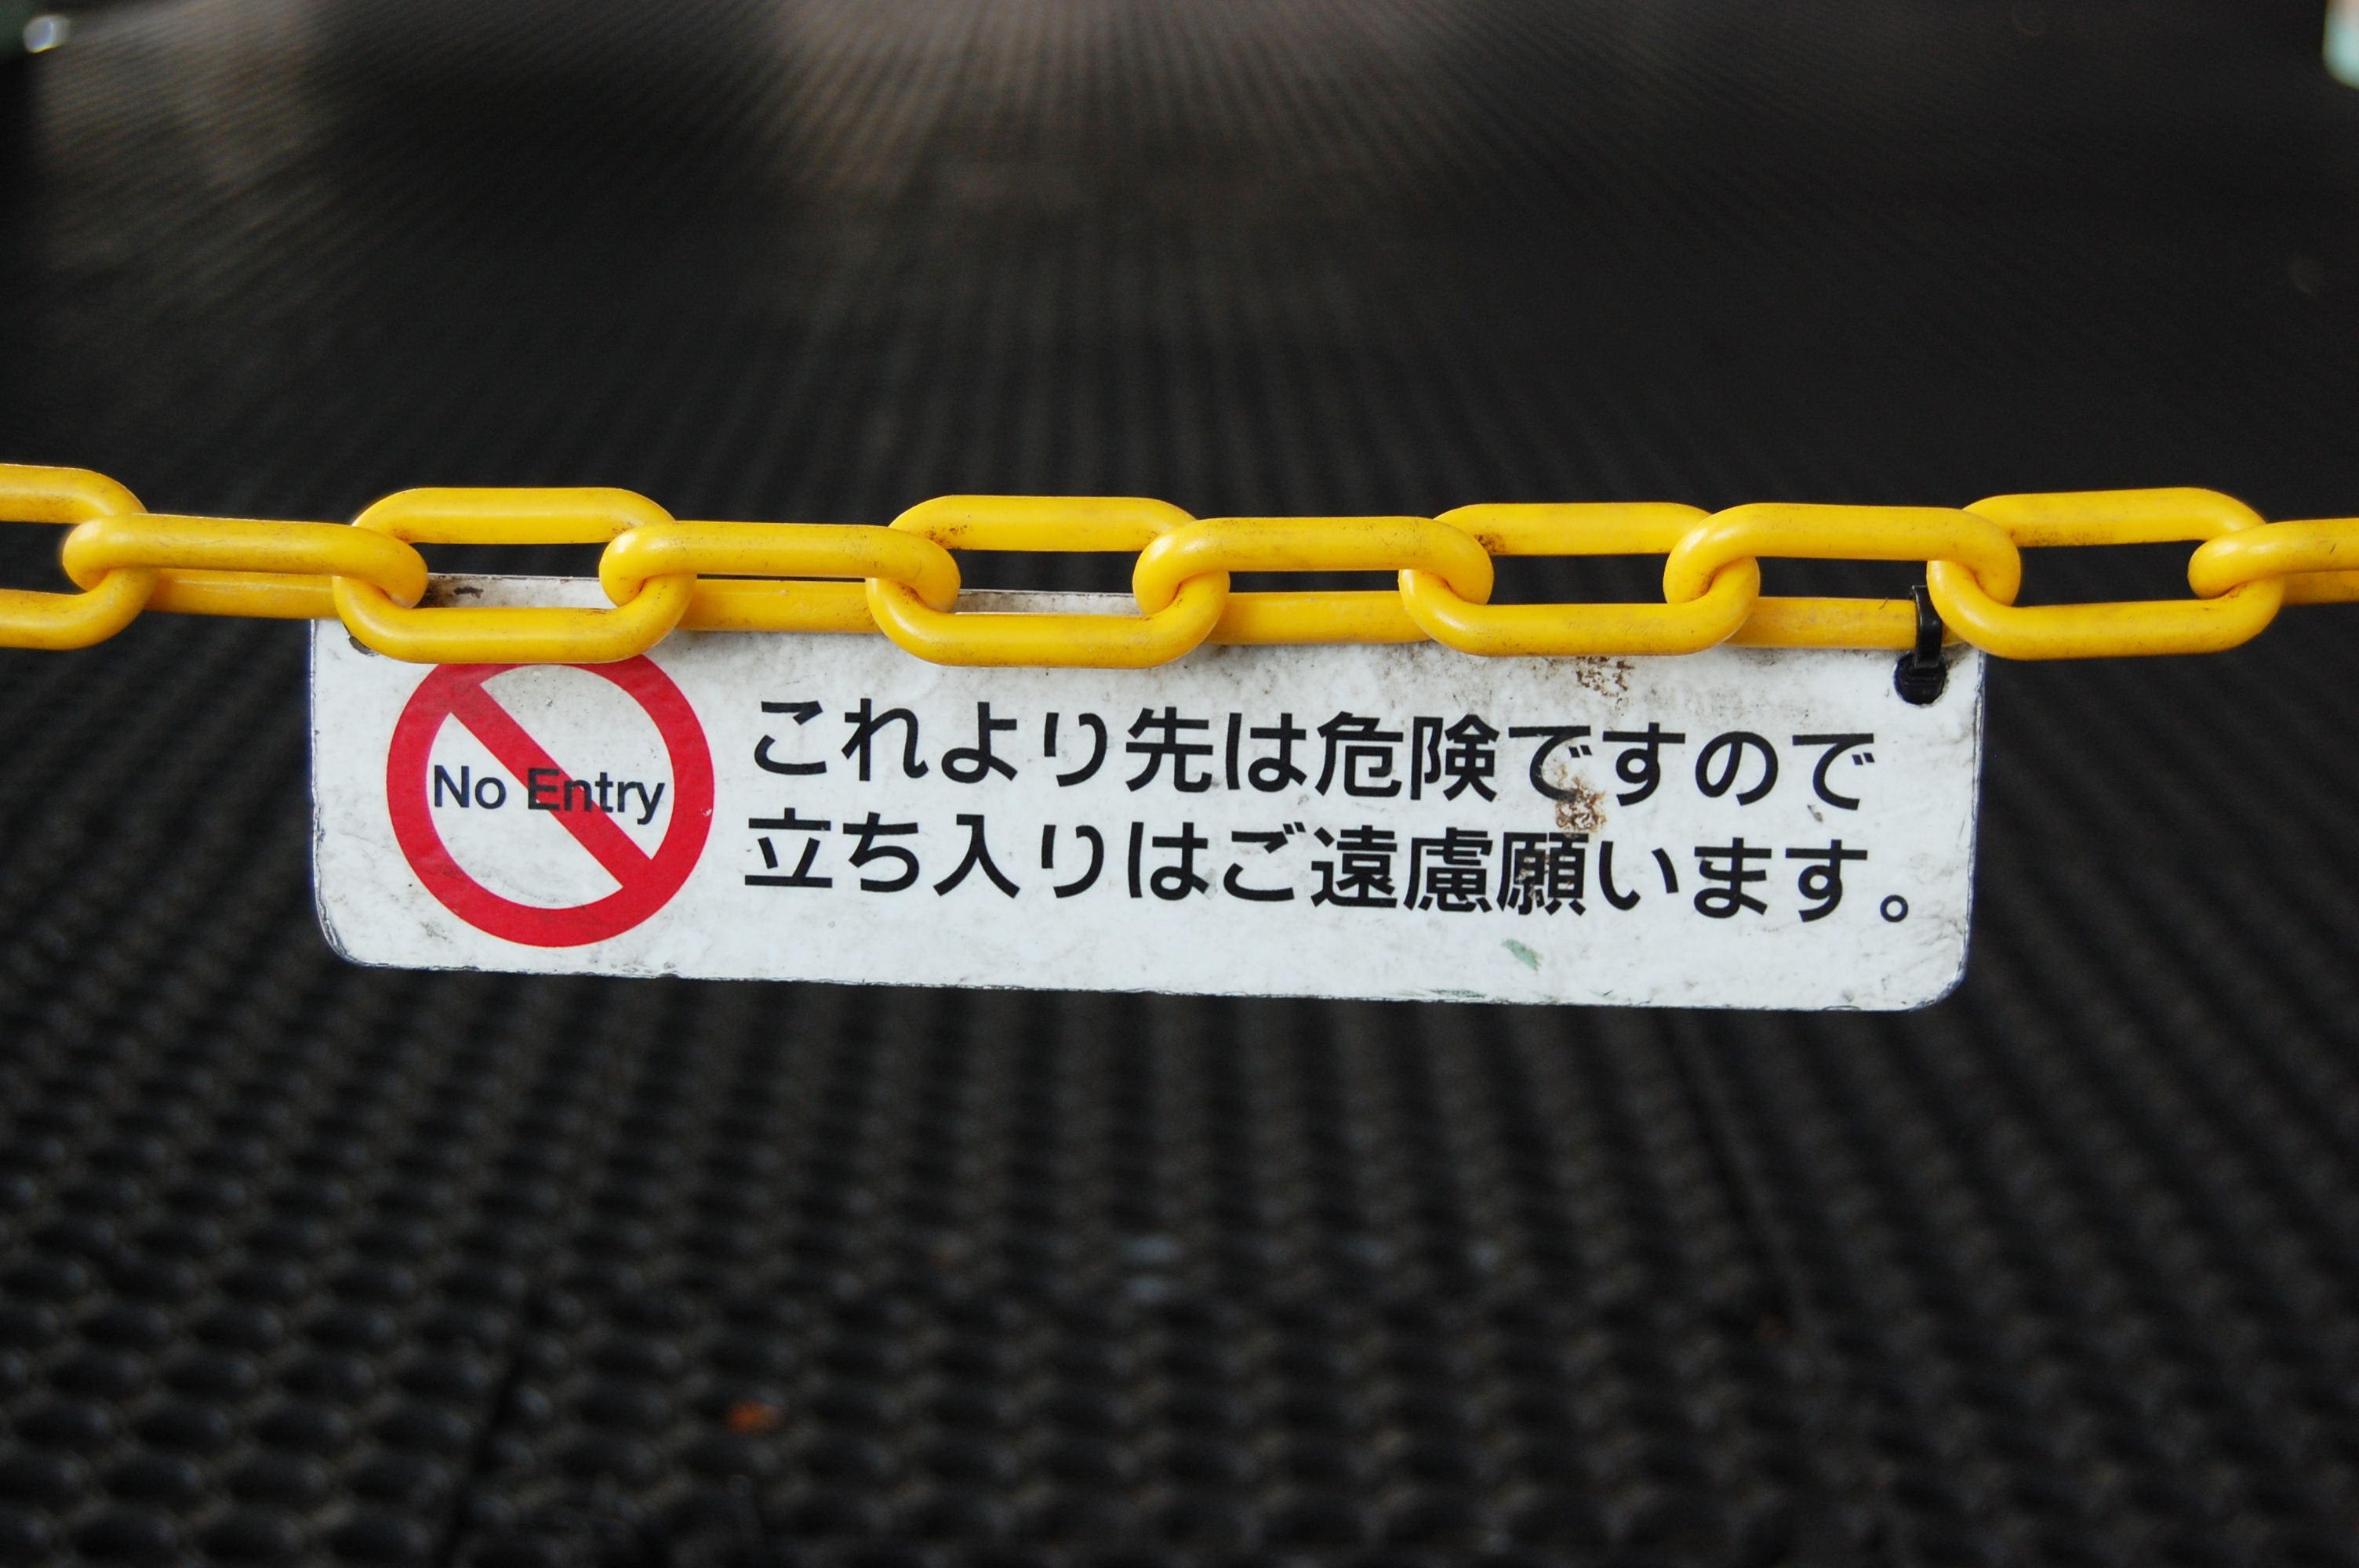 No Entry
これより先は危険ですので
立ち入りはご遠慮願います。